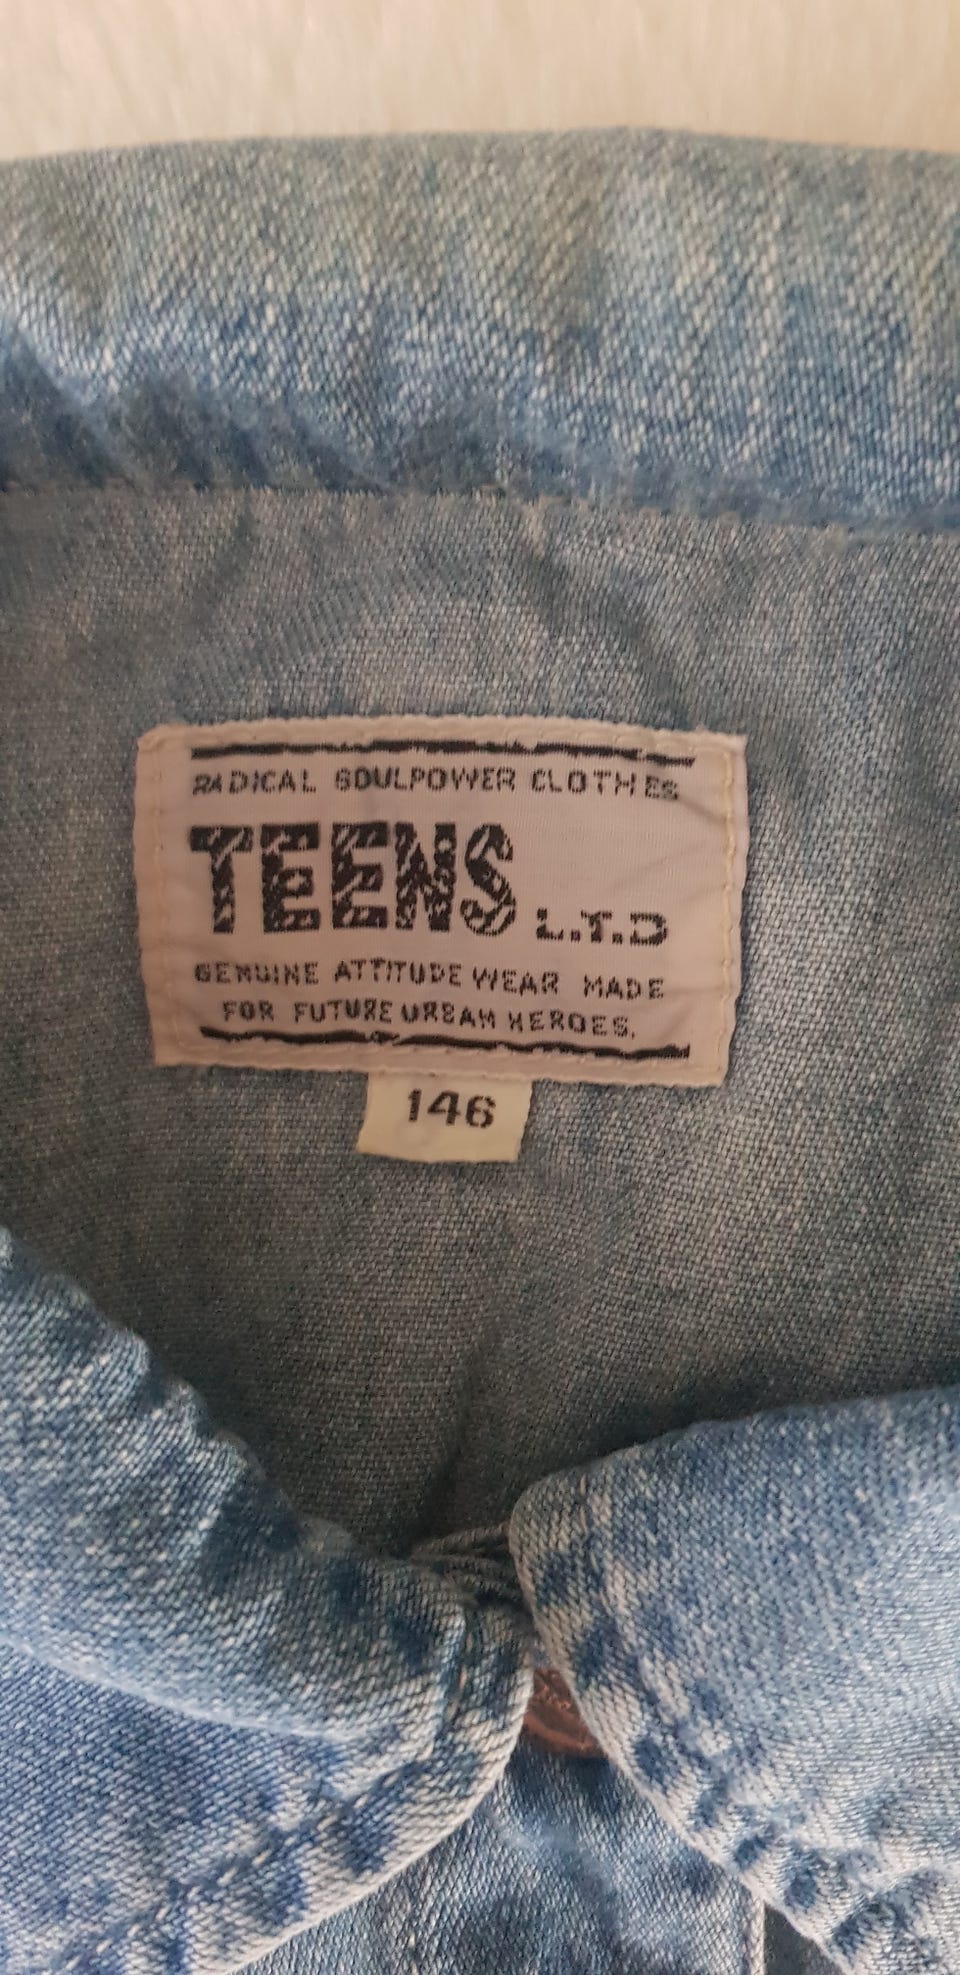 RADICAL SOULPOWER CLOTHES
TEENS L.T.D
GENUINE ATTITUDE WEAR MADE
FOR FUTURE URBAN HEROES.
146